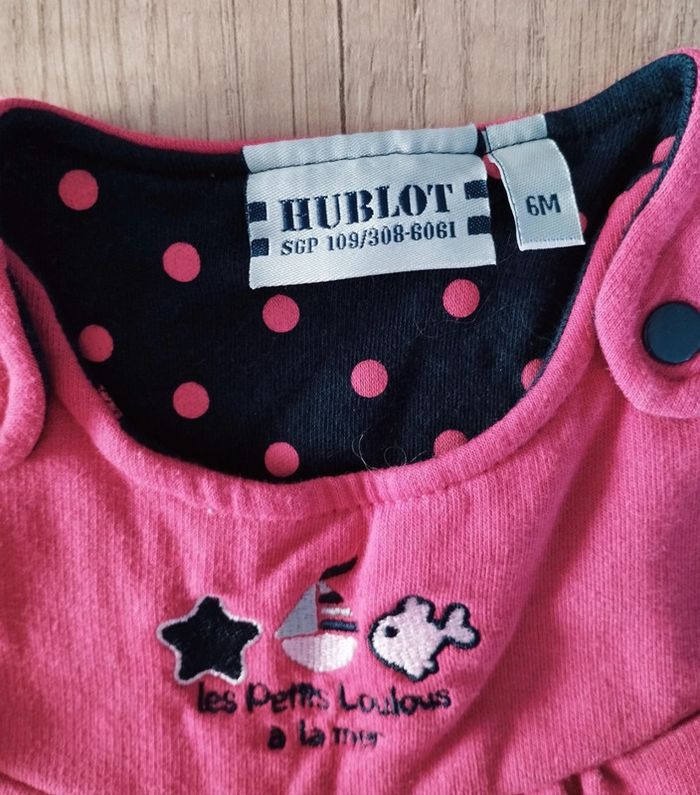 HUBLOT
SGP 109/308-6061
6M
les Petits Loulous
a la mer